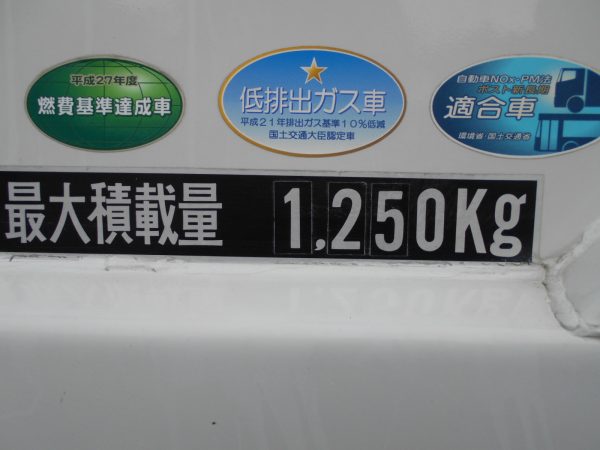 平成27年度
燃費基準達成車
低排出ガス車
平成21年排出ガス基準10%低減
国土交通大臣認定車
自動車NOx・PM法
ポスト新長期
適合車
環境省・国土交通省
最大積載量 1,250Kg